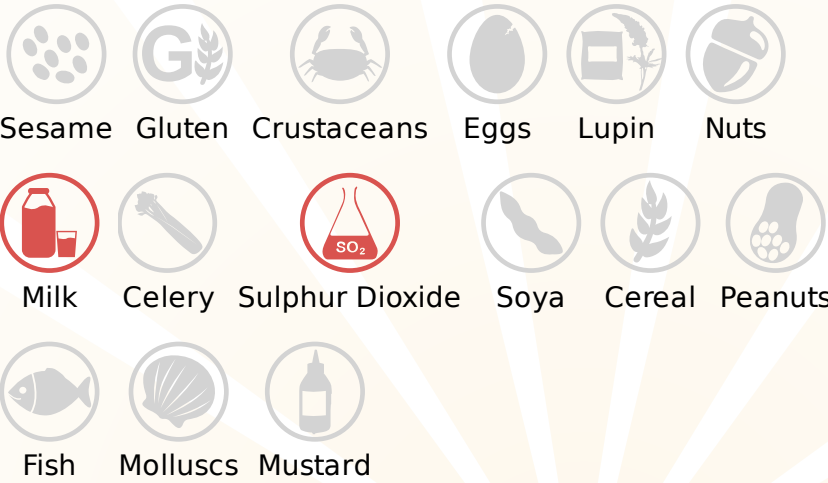 G
Sesame Gluten Crustaceans Eggs Lupin Nuts
SO₂
Milk Celery Sulphur Dioxide Soya Cereal Peanuts
Fish Molluscs Mustard